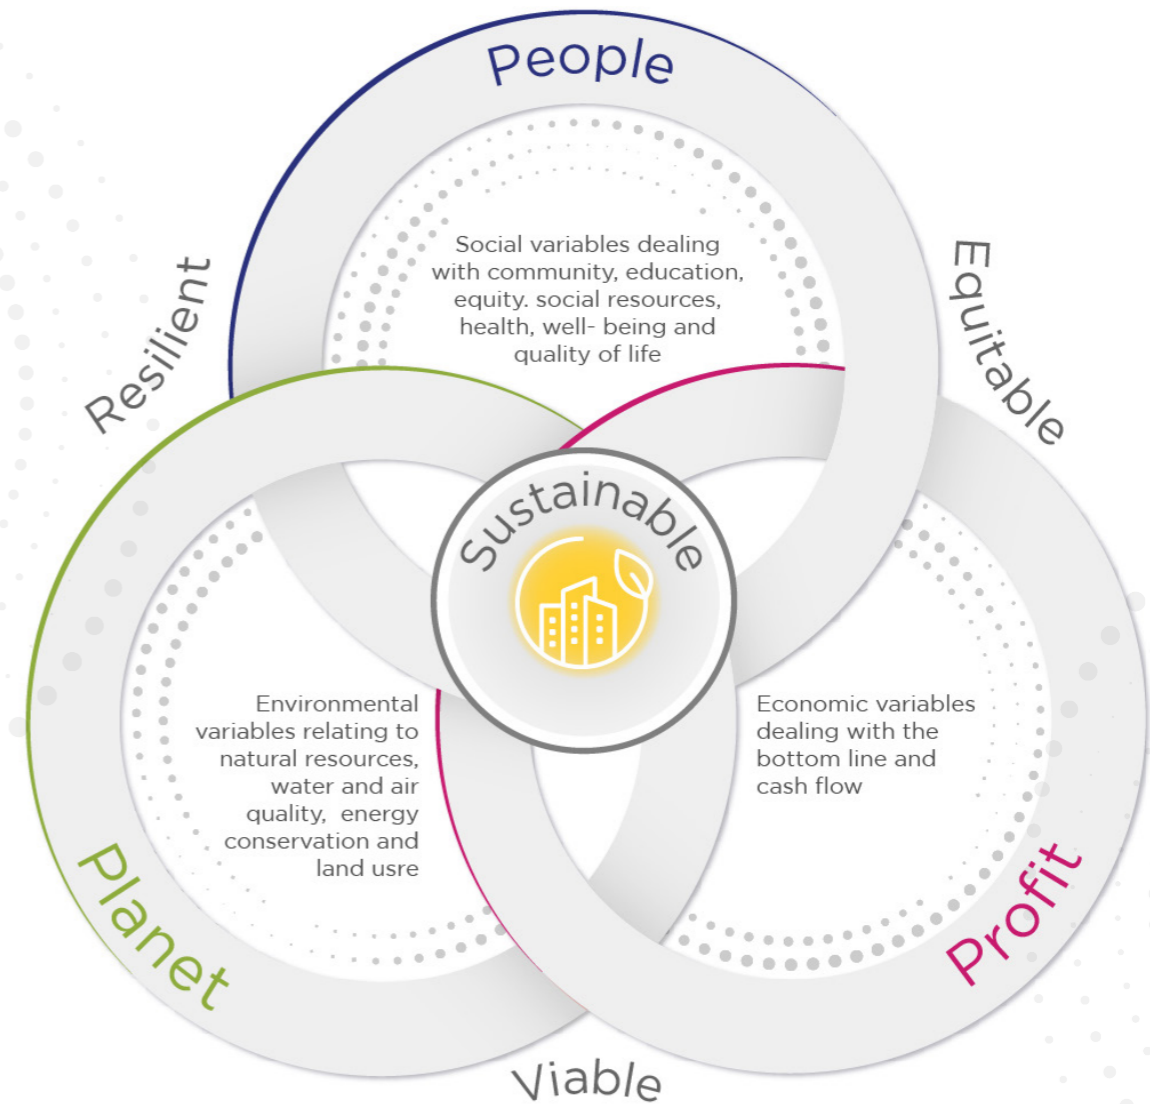 People
Social variables dealing
with community, education,
equity. social resources,
health, well- being and
quality of life
Resilient
Equitable
Sustainable
Environmental
variables relating to
natural resources,
water and air
quality,  energy
conservation and
land usre
Economic variables
dealing with the
bottom line and
cash flow
Planet
Profit
Viable